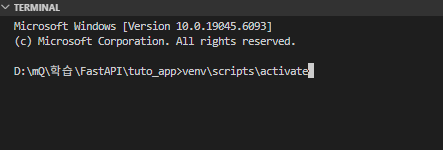 TERMINAL
Microsoft Windows [Version 10.0.19045.6093]
(c) Microsoft Corporation. All rights reserved.
D:\mQ\학습\FastAPI\tuto_app>venv\scripts\activate